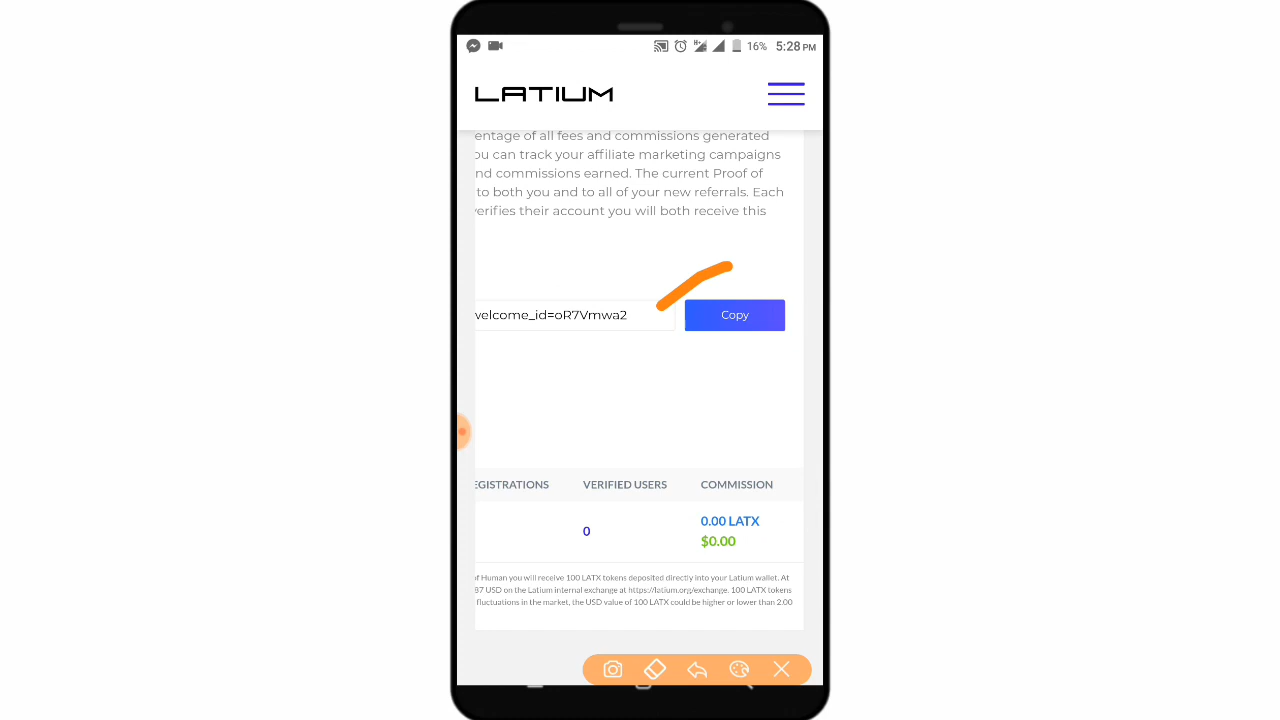 16% 5:28 PM
LATIUM
entage of all fees and commissions generated
ou can track your affiliate marketing campaigns
nd commissions earned. The current Proof of
to both you and to all of your new referrals. Each
verifies their account you will both receive this
welcome_id=oR7Vmwa2
Copy
EGISTRATIONS VERIFIED USERS COMMISSION
0 0.00 LATX
$0.00
of Human you will receive 100 LATX tokens deposited directly into your Latium wallet. At
87 USD on the Latium internal exchange at https://latium.org/exchange. 100 LATX tokens
fluctuations in the market, the USD value of 100 LATX could be higher or lower than 2.00